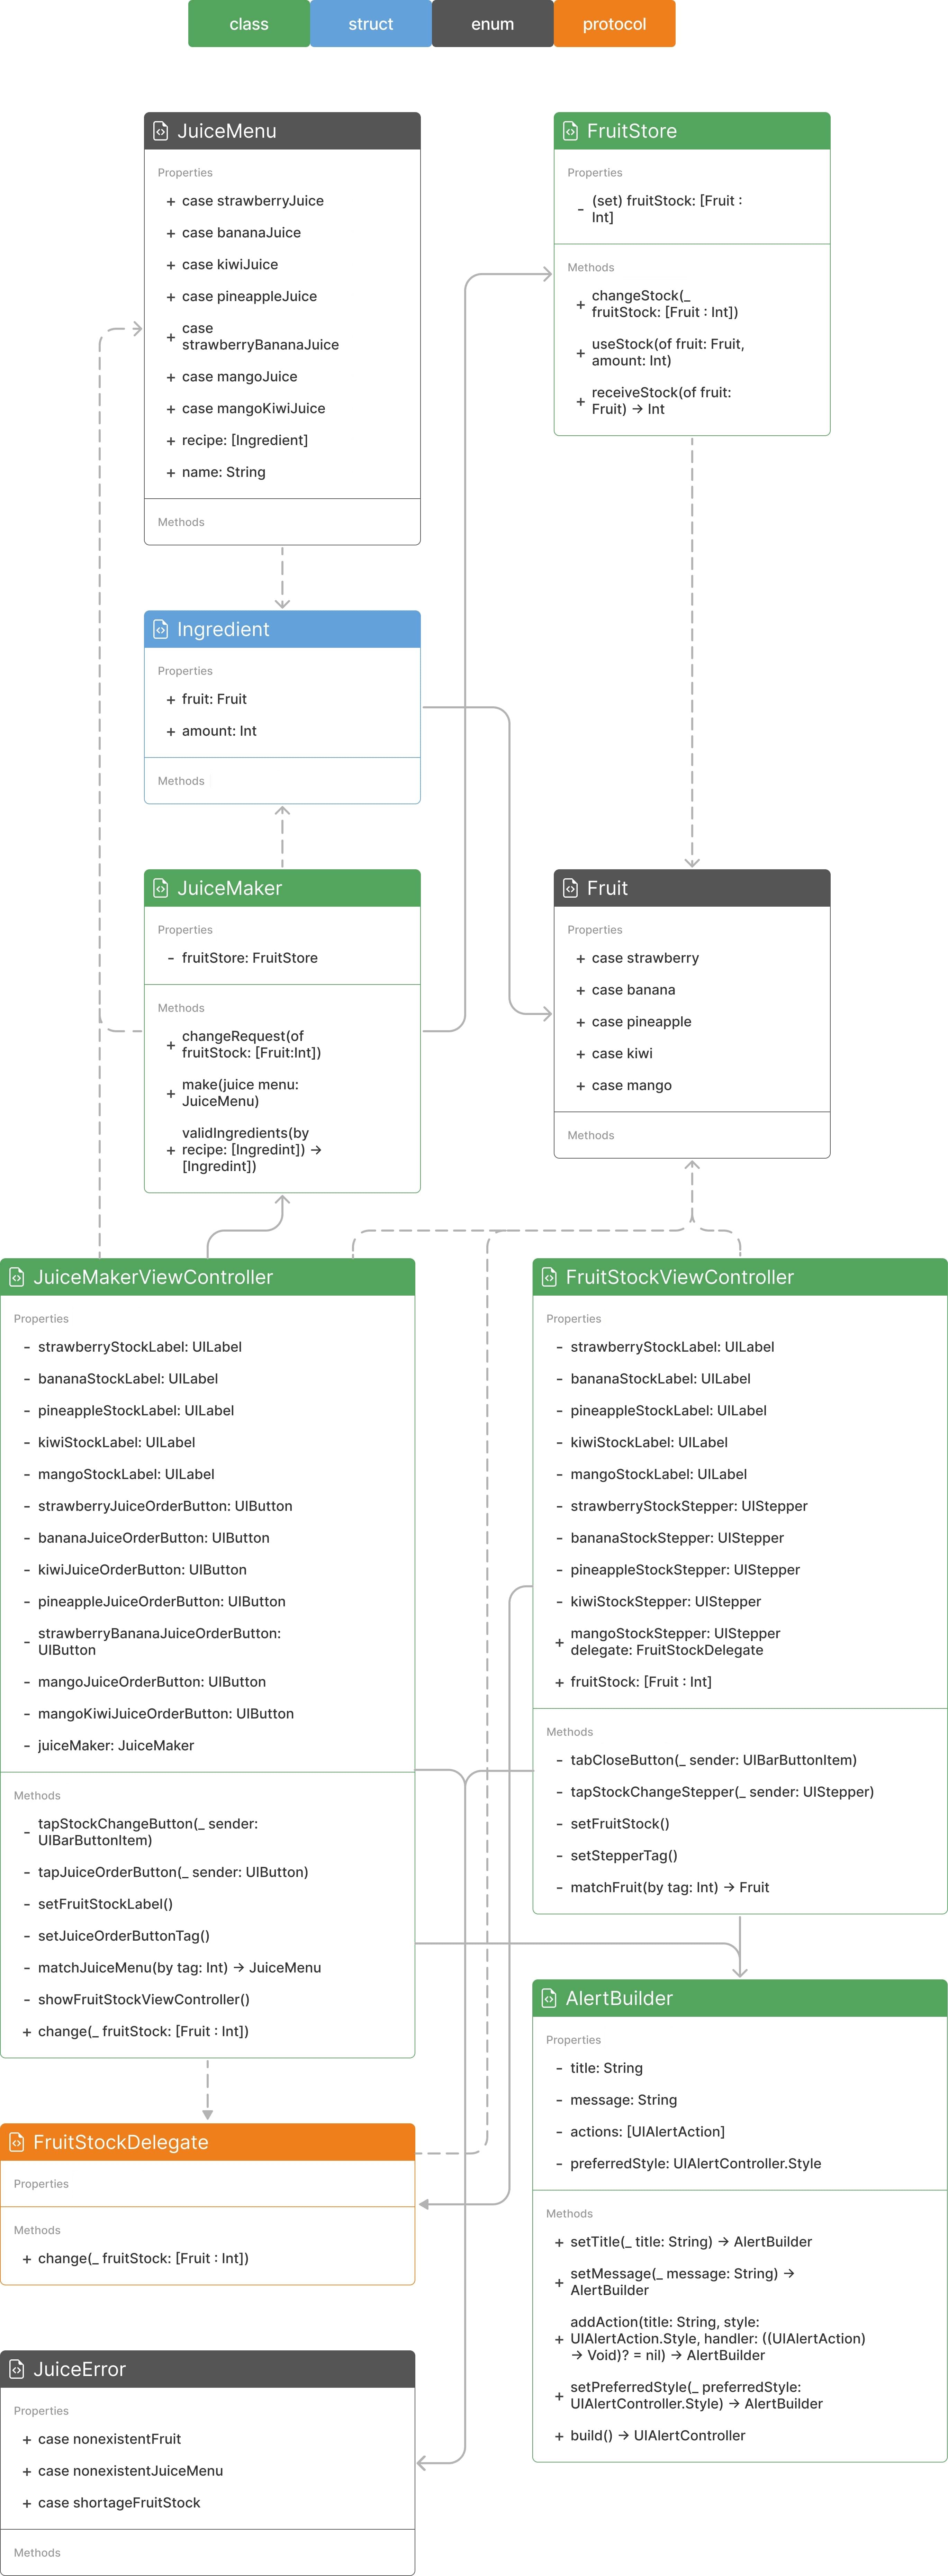 class
struct
enum
protocol
JuiceMenu
Properties
+ case strawberryJuice
+ case bananaJuice
+ case kiwiJuice
+ case pineappleJuice
+ case
strawberryBananaJuice
+ case mangoJuice
+ case mangoKiwiJuice
+ recipe: [Ingredient]
+ name: String
Methods
FruitStore
Properties
- (set) fruitStock: [Fruit :
Int]
Methods
+ changeStock(_
fruitStock: [Fruit : Int])
+ useStock(of fruit: Fruit,
amount: Int)
+ receiveStock(of fruit:
Fruit) → Int
Ingredient
Properties
+ fruit: Fruit
+ amount: Int
Methods
JuiceMaker
Properties
- fruitStore: FruitStore
Methods
+ changeRequest(of
fruitStock: [Fruit:Int])
+ make(juice menu:
JuiceMenu)
+ validIngredients(by
recipe: [Ingredint]) →
[Ingredint])
Fruit
Properties
+ case strawberry
+ case banana
+ case pineapple
+ case kiwi
+ case mango
Methods
JuiceMakerViewController
Properties
- strawberryStockLabel: UILabel
- bananaStockLabel: UILabel
- pineappleStockLabel: UILabel
- kiwiStockLabel: UILabel
- mangoStockLabel: UILabel
- strawberryJuiceOrderButton: UIButton
- bananaJuiceOrderButton: UIButton
- kiwiJuiceOrderButton: UIButton
- pineappleJuiceOrderButton: UIButton
- strawberryBananaJuiceOrderButton:
UIButton
- mangoJuiceOrderButton: UIButton
- mangoKiwiJuiceOrderButton: UIButton
- juiceMaker: JuiceMaker
Methods
- tapStockChangeButton(_ sender:
UIBarButtonItem)
- tapJuiceOrderButton(_ sender: UIButton)
- setFruitStockLabel()
- setJuiceOrderButtonTag()
- matchJuiceMenu(by tag: Int) → JuiceMenu
- showFruitStockViewController()
+ change(_ fruitStock: [Fruit : Int])
FruitStockViewController
Properties
- strawberryStockLabel: UILabel
- bananaStockLabel: UILabel
- pineappleStockLabel: UILabel
- kiwiStockLabel: UILabel
- mangoStockLabel: UILabel
- strawberryStockStepper: UIStepper
- bananaStockStepper: UIStepper
- pineappleStockStepper: UIStepper
- kiwiStockStepper: UIStepper
+ mangoStockStepper: UIStepper
delegate: FruitStockDelegate
+ fruitStock: [Fruit : Int]
Methods
- tabCloseButton(_ sender: UIBarButtonItem)
- tapStockChangeStepper(_ sender: UIStepper)
- setFruitStock()
- setStepperTag()
- matchFruit(by tag: Int) → Fruit
AlertBuilder
Properties
- title: String
- message: String
- actions: [UIAlertAction]
- preferredStyle: UIAlertController.Style
Methods
+ setTitle(_ title: String) → AlertBuilder
+ setMessage(_ message: String) →
AlertBuilder
+ addAction(title: String, style:
UIAlertAction.Style, handler: ((UIAlertAction)
→ Void)? = nil) → AlertBuilder
+ setPreferredStyle(_ preferredStyle:
UIAlertController.Style) → AlertBuilder
+ build() → UIAlertController
FruitStockDelegate
Properties
Methods
+ change(_ fruitStock: [Fruit : Int])
JuiceError
Properties
+ case nonexistentFruit
+ case nonexistentJuiceMenu
+ case shortageFruitStock
Methods